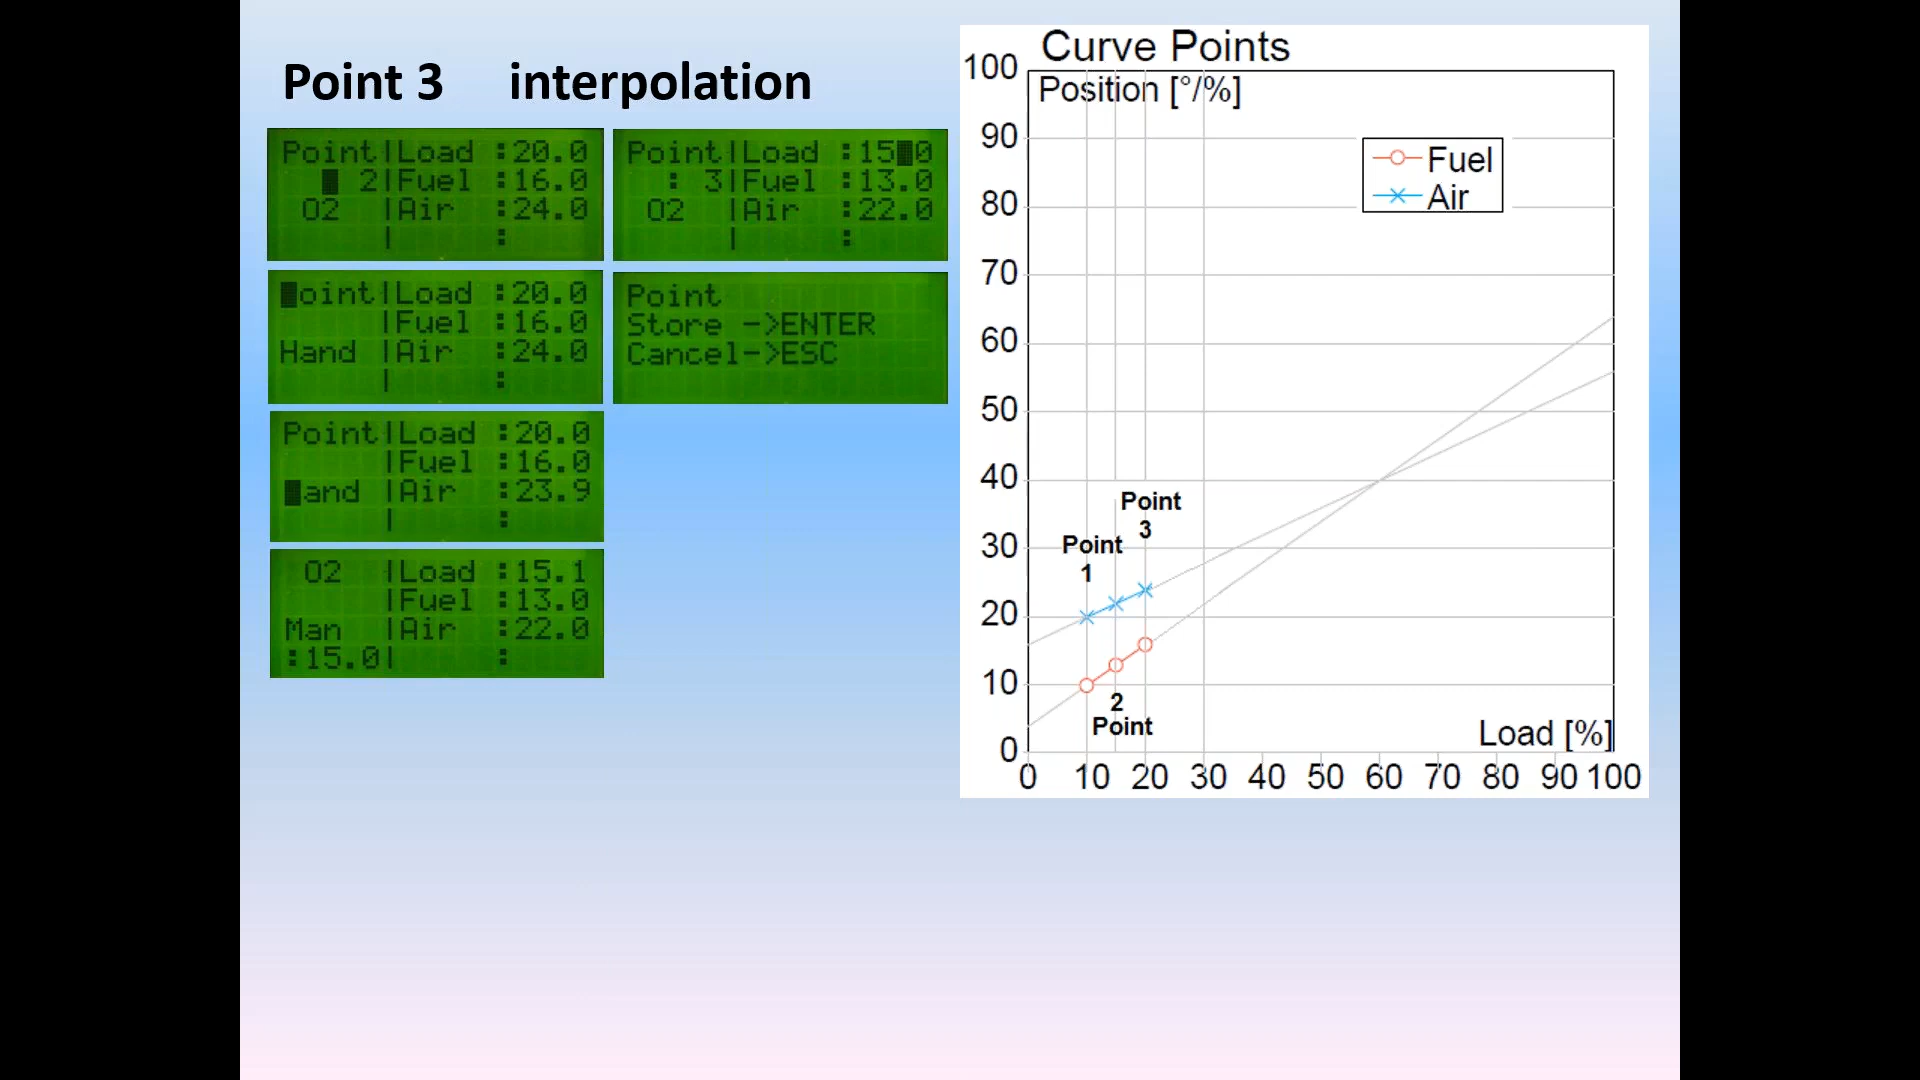 Point 3 interpolation
Point|Load :20.0
2|Fuel :16.0
O2 |Air :24.0
| :
Point|Load :15 0
: 3|Fuel :13.0
O2 |Air :22.0
| :
oint|Load :20.0
|Fuel :16.0
Hand |Air :24.0
| :
Point
Store ->ENTER
Cancel->ESC
Point|Load :20.0
|Fuel :16.0
and |Air :23.9
| :
O2 |Load :15.1
|Fuel :13.0
Man |Air :22.0
:15.0| :
Curve Points
Position [°/%]
Fuel
Air
100
90
80
70
60
50
40
30
20
10
0
Point
3
Point
1
2
Point
Load [%]
0 10 20 30 40 50 60 70 80 90 100